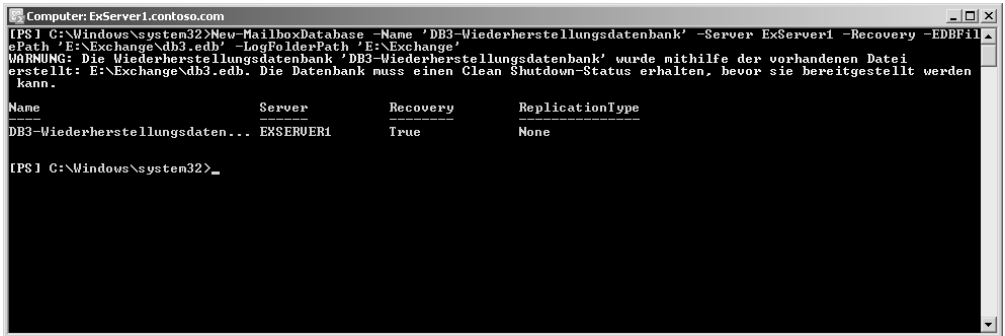 Computer: ExServer1.contoso.com
[PS] C:\Windows\system32>New-MailboxDatabase -Name 'DB3-Wiederherstellungsdatenbank' -Server ExServer1 -Recovery -EDBFil
ePath 'E:\Exchange\db3.edb' -LogFolderPath 'E:\Exchange'
WARNUNG: Die Wiederherstellungsdatenbank 'DB3-Wiederherstellungsdatenbank' wurde mithilfe der vorhandenen Datei
erstellt: E:\Exchange\db3.edb. Die Datenbank muss einen Clean Shutdown-Status erhalten, bevor sie bereitgestellt werden
kann.
Name Server Recovery ReplicationType
---- ------ -------- ---------------
DB3-Wiederherstellungsdaten... EXSERVER1 True None
[PS] C:\Windows\system32>_